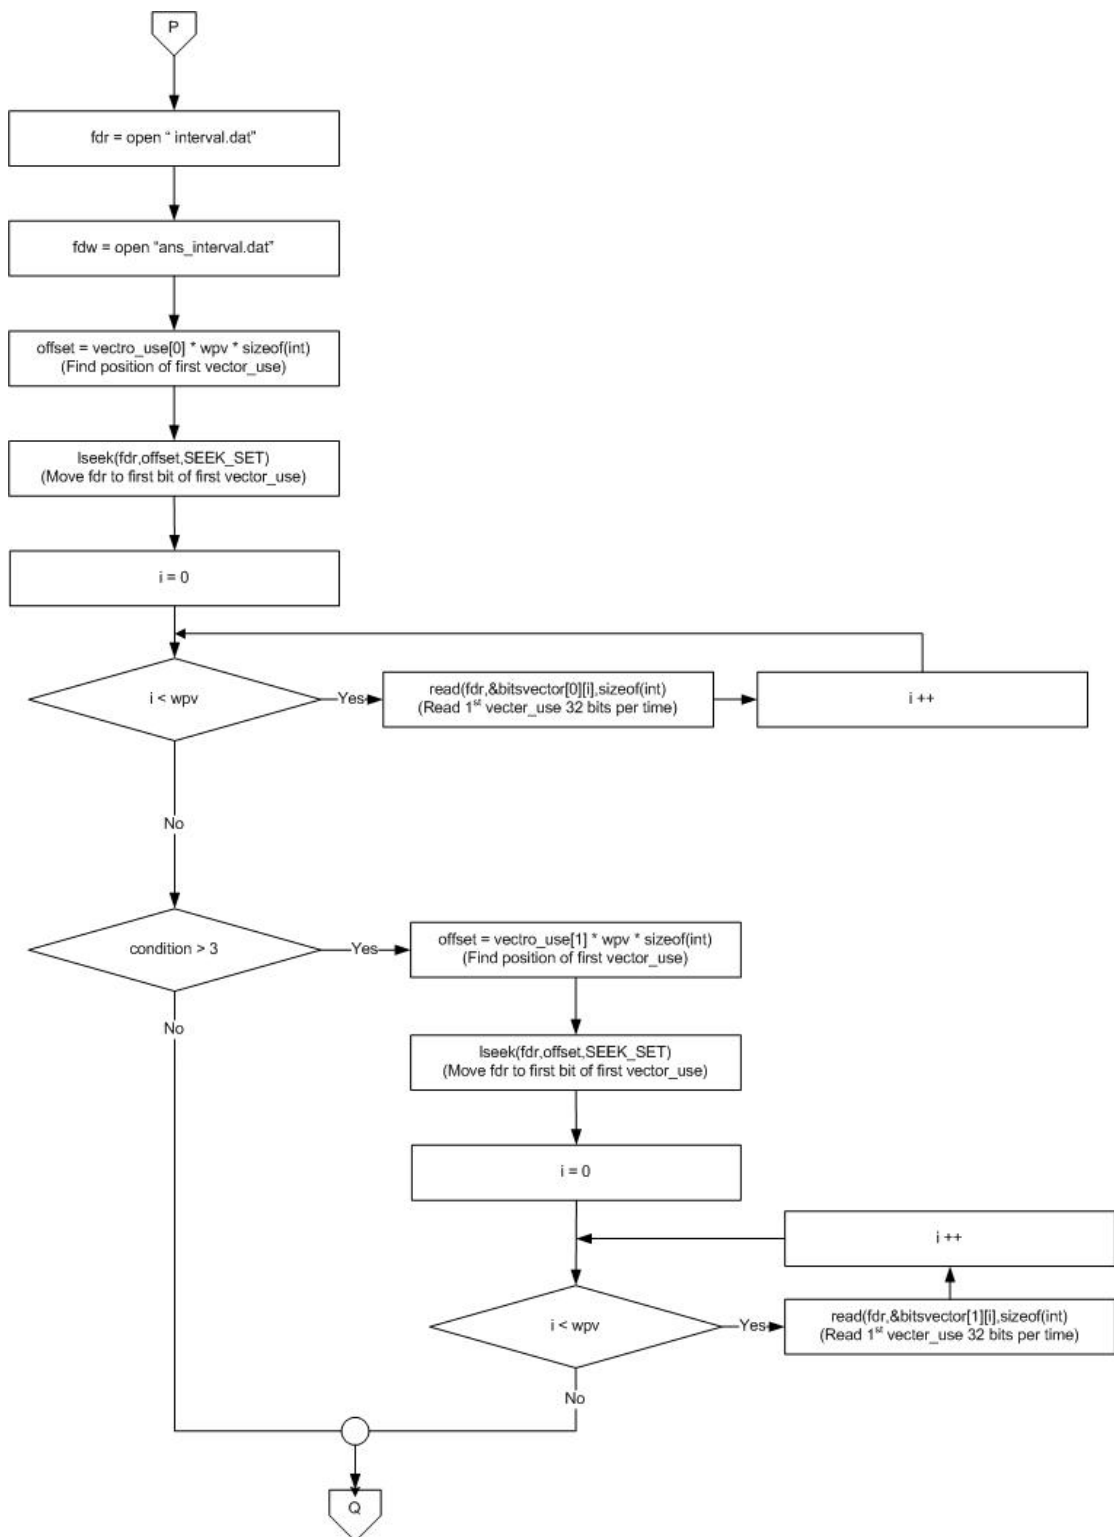 P
fdr = open “ interval.dat”
fdw = open “ans_interval.dat”
offset = vectro_use[0] * wpv * sizeof(int)
(Find position of first vector_use)
lseek(fdr,offset,SEEK_SET)
(Move fdr to first bit of first vector_use)
i = 0
i < wpv
Yes
read(fdr,&bitsvector[0][i],sizeof(int)
(Read 1st vecter_use 32 bits per time)
i ++
No
condition > 3
Yes
offset = vectro_use[1] * wpv * sizeof(int)
(Find position of first vector_use)
No
lseek(fdr,offset,SEEK_SET)
(Move fdr to first bit of first vector_use)
i = 0
i ++
i < wpv
Yes
read(fdr,&bitsvector[1][i],sizeof(int)
(Read 1st vecter_use 32 bits per time)
No
Q